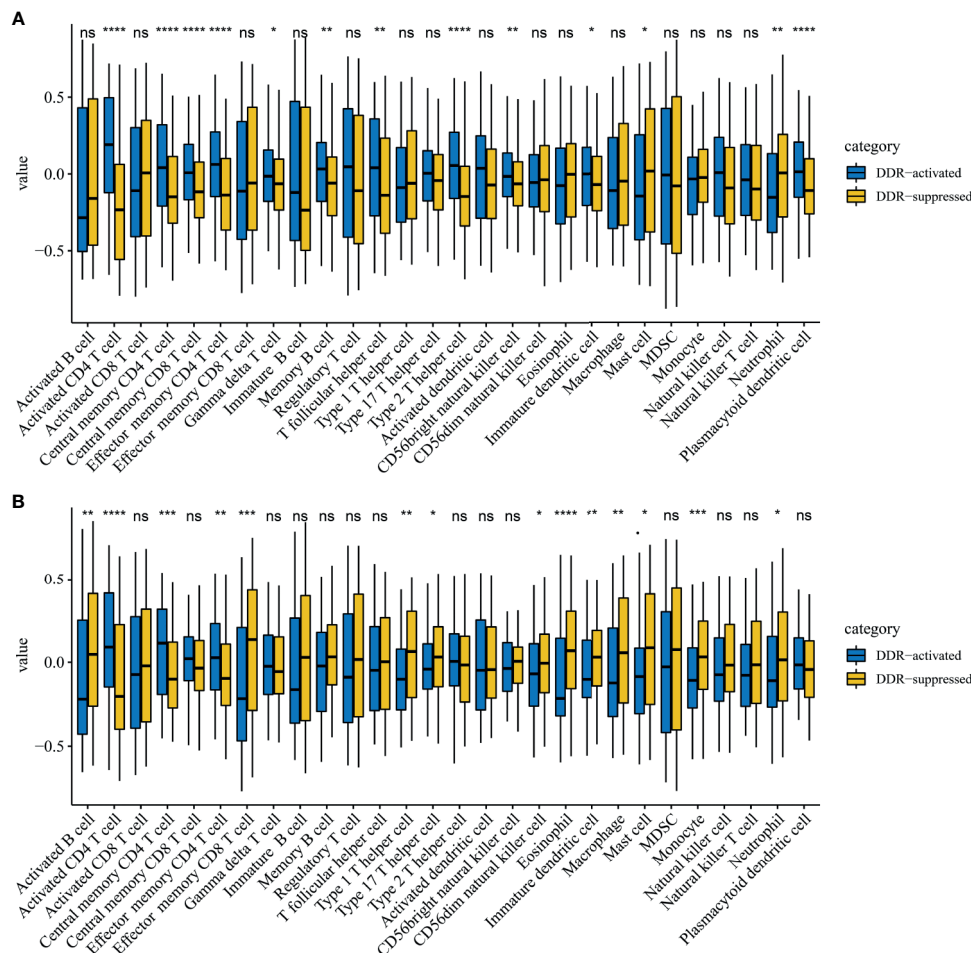 A
ns **** ns **** **** **** ns * ns ** ns ** ns ns **** ns ** ns ns * ns * ns ns ns ns ** ****
0.5
0.0
−0.5
value
category
DDR−activated
DDR−suppressed
Activated B cell
Activated CD4 T cell
Activated CD8 T cell
Central memory CD4 T cell
Central memory CD8 T cell
Effector memory CD4 T cell
Effector memory CD8 T cell
Gamma delta T cell
Immature B cell
Memory B cell
Regulatory T cell
T follicular helper cell
Type 1 T helper cell
Type 17 T helper cell
Type 2 T helper cell
Activated dendritic cell
CD56bright natural killer cell
CD56dim natural killer cell
Eosinophil
Immature dendritic cell
Macrophage
Mast cell
MDSC
Monocyte
Natural killer cell
Natural killer T cell
Neutrophil
Plasmacytoid dendritic cell
B
** **** ns *** ns ** *** ns ns ns ns ns ** * ns ns ns * **** ** ** * ns *** ns ns * ns
0.5
0.0
−0.5
value
category
DDR−activated
DDR−suppressed
Activated B cell
Activated CD4 T cell
Activated CD8 T cell
Central memory CD4 T cell
Central memory CD8 T cell
Effector memory CD4 T cell
Effector memory CD8 T cell
Gamma delta T cell
Immature B cell
Memory B cell
Regulatory T cell
T follicular helper cell
Type 1 T helper cell
Type 17 T helper cell
Type 2 T helper cell
Activated dendritic cell
CD56bright natural killer cell
CD56dim natural killer cell
Eosinophil
Immature dendritic cell
Macrophage
Mast cell
MDSC
Monocyte
Natural killer cell
Natural killer T cell
Neutrophil
Plasmacytoid dendritic cell